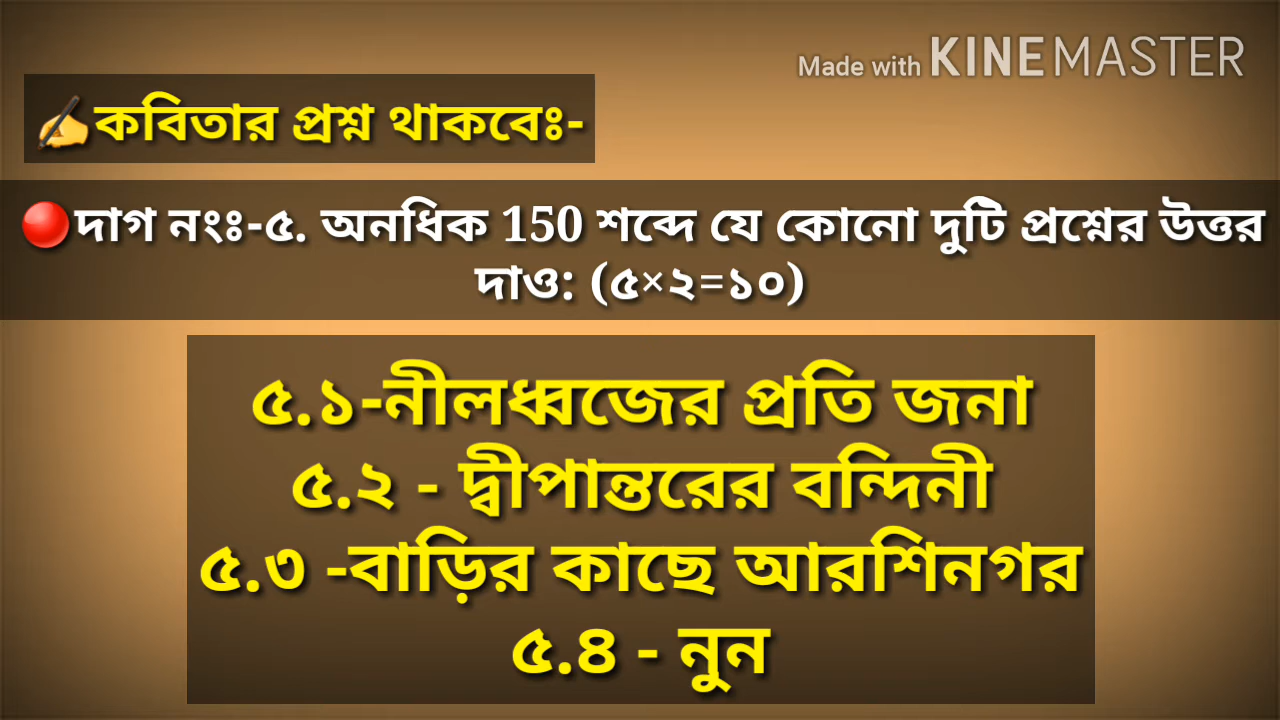 Made with KINEMASTER
✍কবিতার প্রশ্ন থাকবেঃ-
🔴দাগ নংঃ-৫. অনধিক 150 শব্দে যে কোনো দুটি প্রশ্নের উত্তর
দাও: (৫×২=১০)
৫.১-নীলধ্বজের প্রতি জনা
৫.২ - দ্বীপান্তরের বন্দিনী
৫.৩ -বাড়ির কাছে আরশিনগর
৫.৪ - নুন